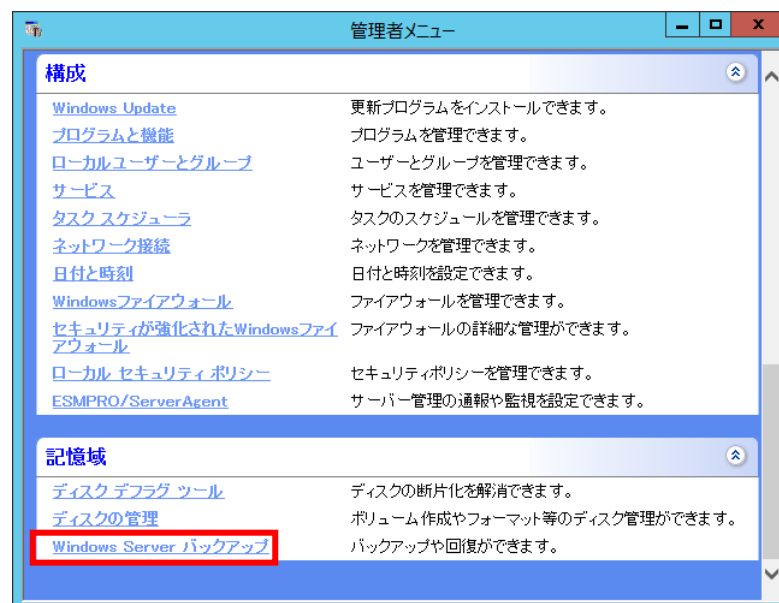 管理者メニュー
構成
Windows Update 更新プログラムをインストールできます。
プログラムと機能 プログラムを管理できます。
ローカルユーザーとグループ ユーザーとグループを管理できます。
サービス サービスを管理できます。
タスク スケジューラ タスクのスケジュールを管理できます。
ネットワーク接続 ネットワークを管理できます。
日付と時刻 日付と時刻を設定できます。
Windowsファイアウォール ファイアウォールを管理できます。
セキュリティが強化されたWindowsファイ ファイアウォールの詳細な管理ができます。
アウォール
ローカル セキュリティ ポリシー セキュリティポリシーを管理できます。
ESMPRO/ServerAgent サーバー管理の通報や監視を設定できます。
記憶域
ディスク デフラグ ツール ディスクの断片化を解消できます。
ディスクの管理 ボリューム作成やフォーマット等のディスク管理ができます。
Windows Server バックアップ バックアップや回復ができます。